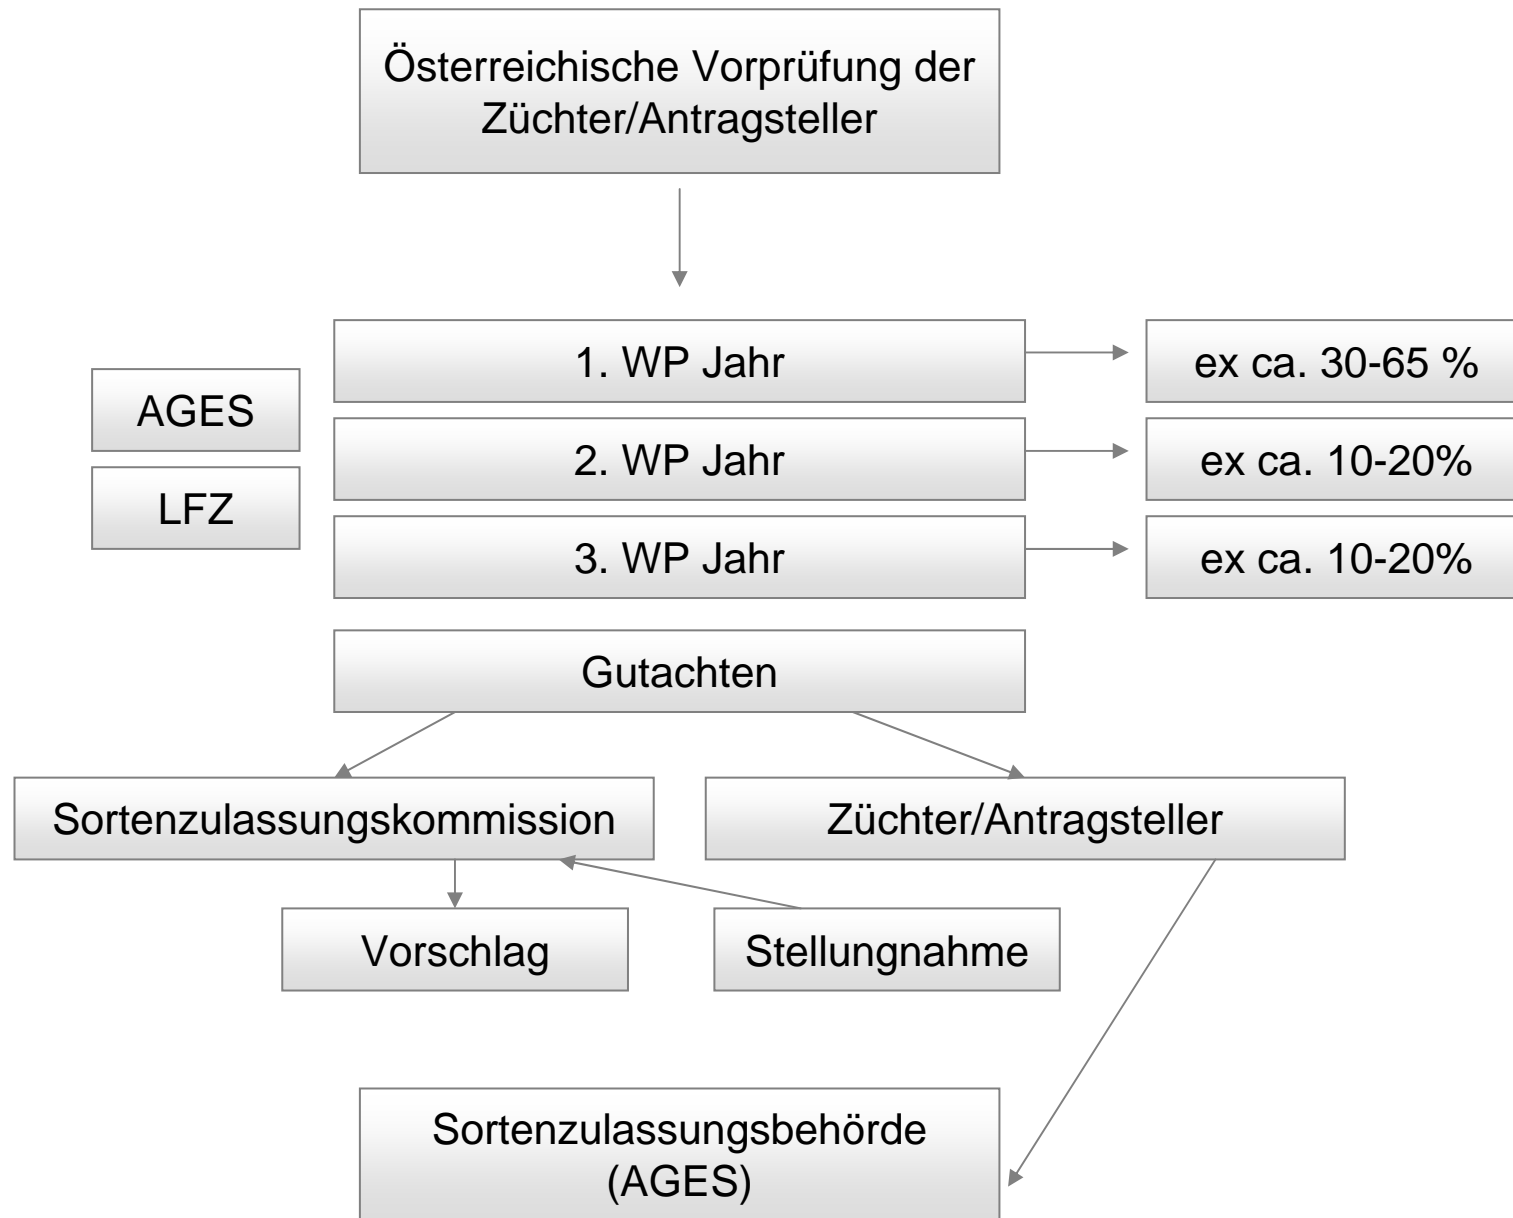 Österreichische Vorprüfung der
Züchter/Antragsteller
AGES
LFZ
1. WP Jahr
ex ca. 30-65 %
2. WP Jahr
ex ca. 10-20%
3. WP Jahr
ex ca. 10-20%
Gutachten
Sortenzulassungskommission
Züchter/Antragsteller
Vorschlag
Stellungnahme
Sortenzulassungsbehörde
(AGES)